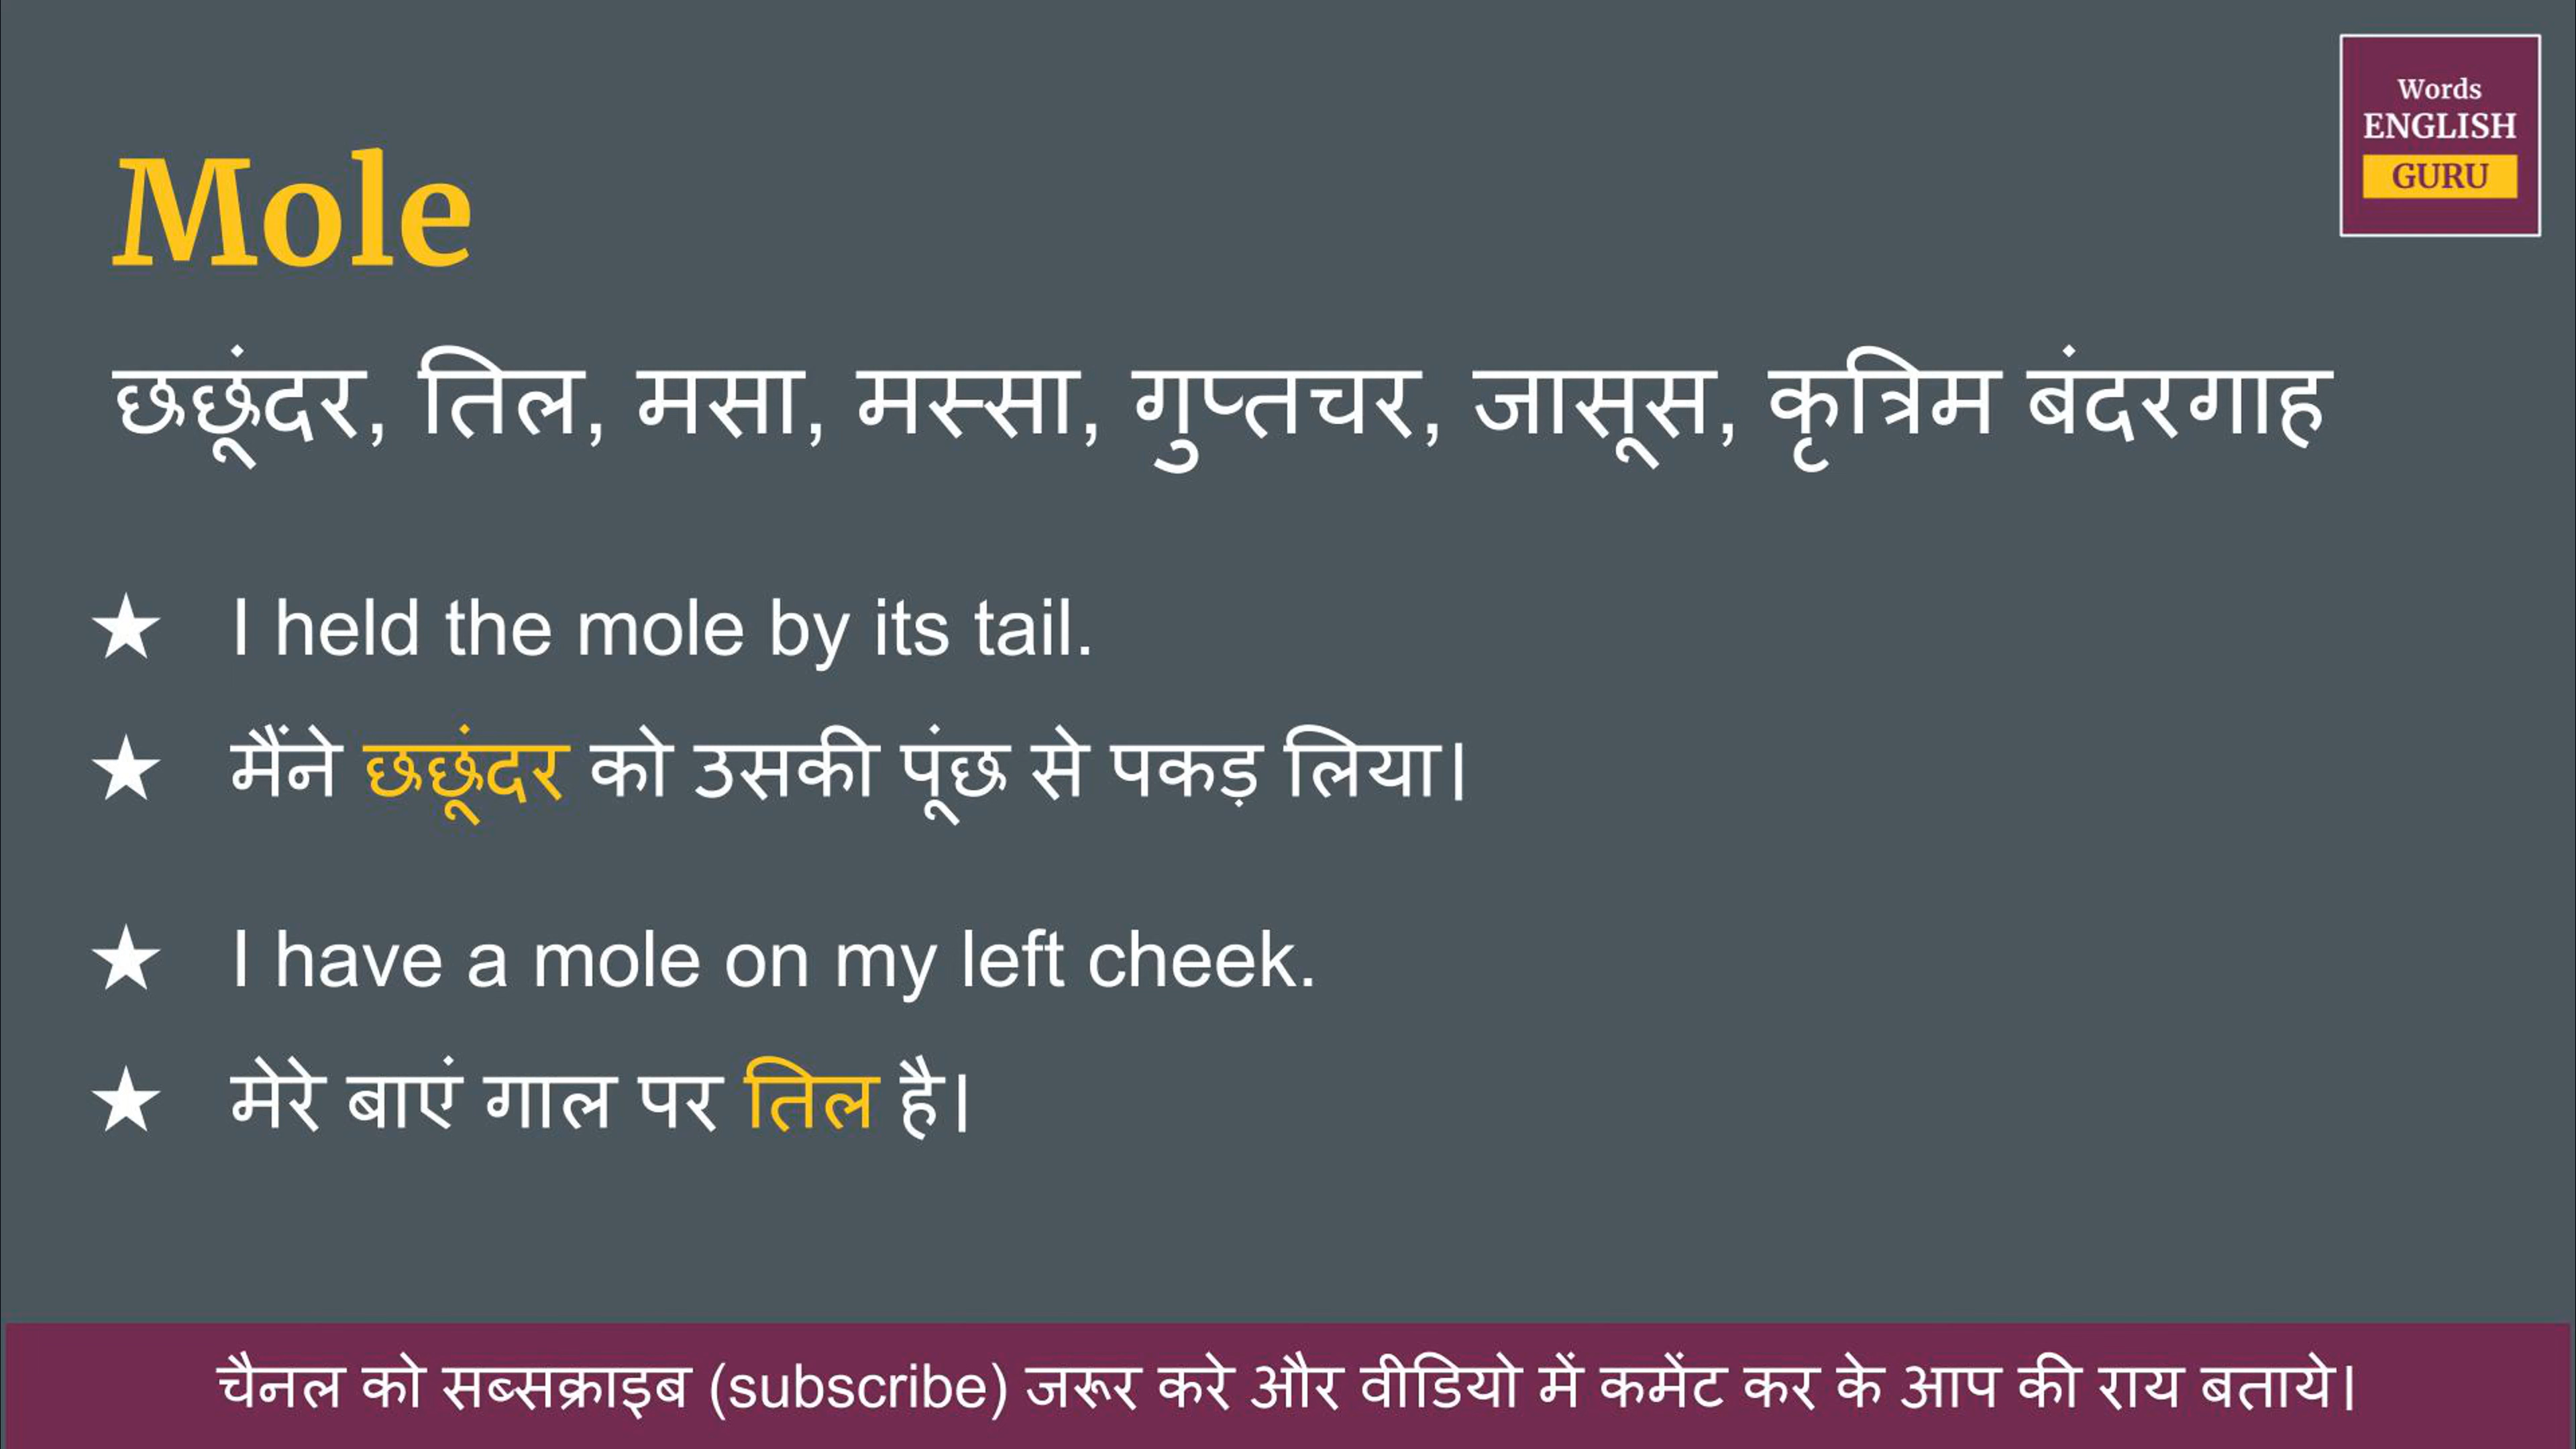 Words
ENGLISH
GURU
Mole
छछूंदर, तिल, मसा, मस्सा, गुप्तचर, जासूस, कृत्रिम बंदरगाह
★ I held the mole by its tail.
★ मैंने छछूंदर को उसकी पूंछ से पकड़ लिया।
★ I have a mole on my left cheek.
★ मेरे बाएं गाल पर तिल है।
चैनल को सब्सक्राइब (subscribe) जरूर करे और वीडियो में कमेंट कर के आप की राय बताये।